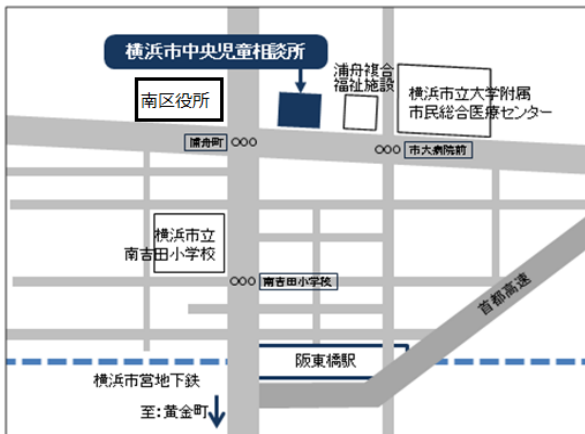 横浜市中央児童相談所
南区役所
浦舟複合
福祉施設
横浜市立大学附属
市民総合医療センター
浦舟町
市大病院前
横浜市立
南吉田小学校
南吉田小学校
首都高速
阪東橋駅
横浜市営地下鉄
至:黄金町